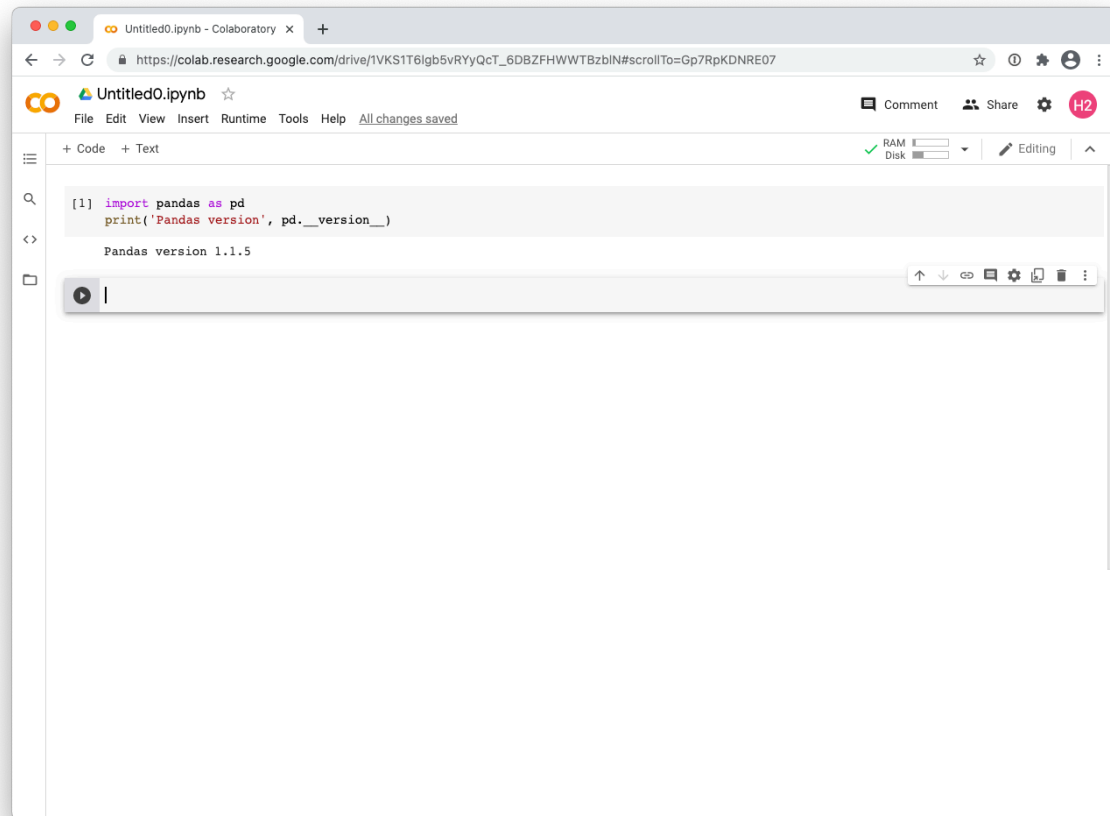 Untitled0.ipynb - Colaboratory
https://colab.research.google.com/drive/1VKS1T6Igb5vRYyQcT_6DBZFHWWTBzblN#scrollTo=Gp7RpKDNRE07
Untitled0.ipynb
Comment Share H2
File Edit View Insert Runtime Tools Help All changes saved
+ Code + Text RAM Disk Editing
[1] import pandas as pd
print('Pandas version', pd.__version__)
Pandas version 1.1.5